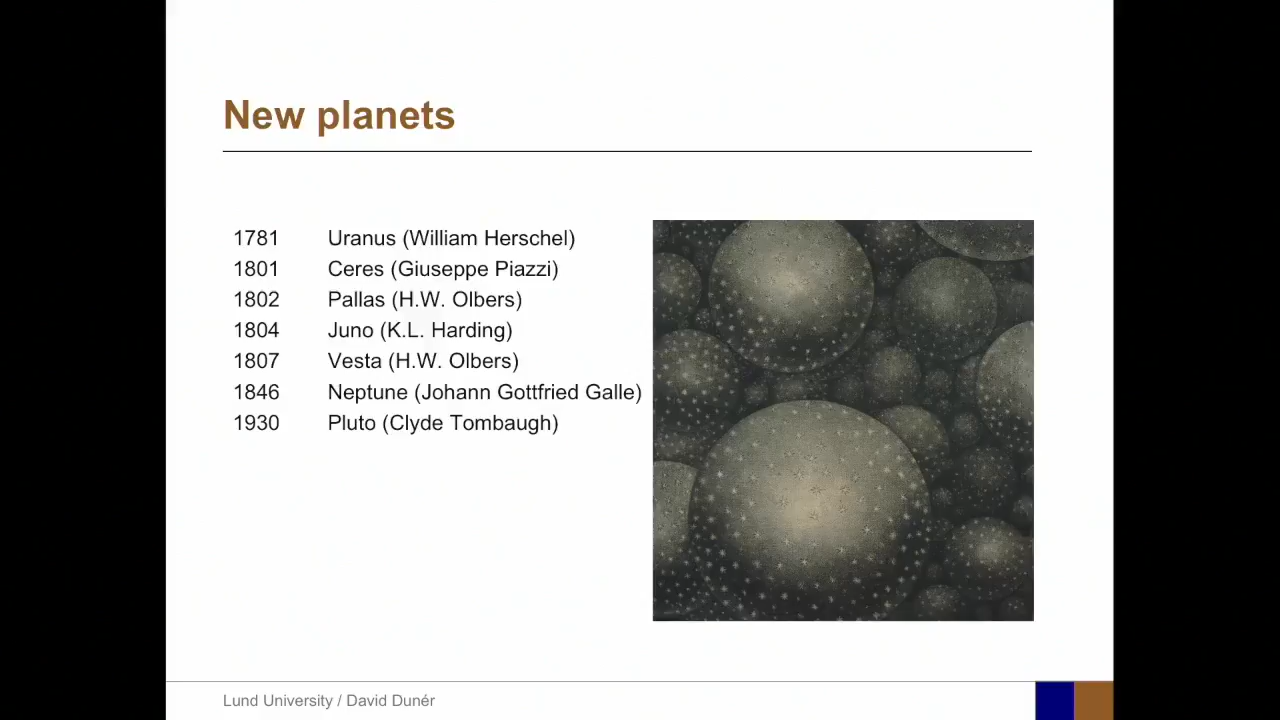 New planets
1781 Uranus (William Herschel)
1801 Ceres (Giuseppe Piazzi)
1802 Pallas (H.W. Olbers)
1804 Juno (K.L. Harding)
1807 Vesta (H.W. Olbers)
1846 Neptune (Johann Gottfried Galle)
1930 Pluto (Clyde Tombaugh)
Lund University / David Dunér